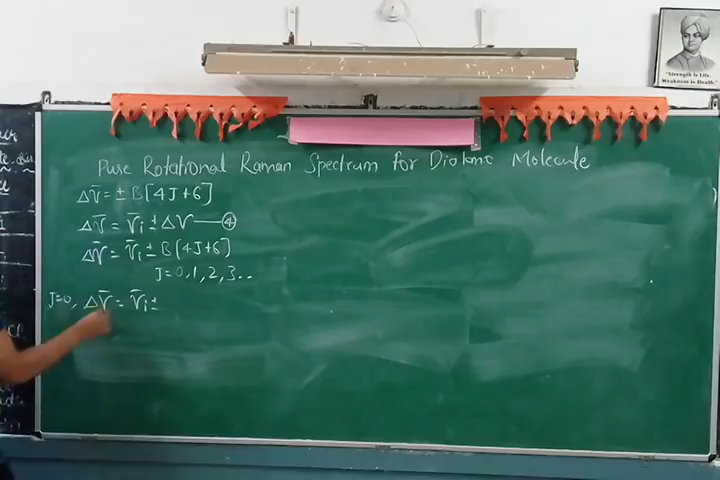 "Strength is Life,
Weakness is Death."
Pure Rotational Raman Spectrum for Diatomic Molecule
Δν̄ = ± B[4J+6]
Δν̄ = ν̄i ± Δν — ④
Δν̄ = ν̄i ± B[4J+6]
J=0,1,2,3..
J=0, Δν̄ = ν̄i ±